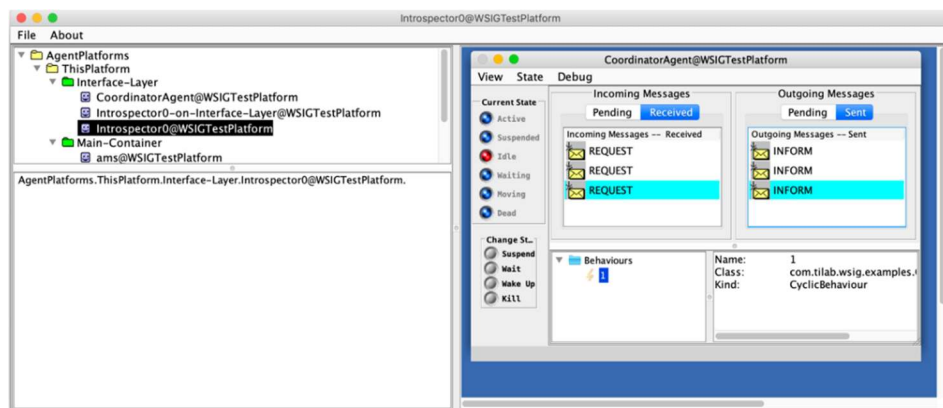 Introspector0@WSIGTestPlatform
File About
AgentPlatforms
ThisPlatform
Interface-Layer
CoordinatorAgent@WSIGTestPlatform
Introspector0-on-Interface-Layer@WSIGTestPlatform
Introspector0@WSIGTestPlatform
Main-Container
ams@WSIGTestPlatform
AgentPlatforms.ThisPlatform.Interface-Layer.Introspector0@WSIGTestPlatform.
CoordinatorAgent@WSIGTestPlatform
View State Debug
Current State
Active
Suspended
Idle
Waiting
Moving
Dead
Change St...
Suspend
Wait
Wake Up
Kill
Incoming Messages
Pending Received
Incoming Messages -- Received
REQUEST
REQUEST
REQUEST
Outgoing Messages
Pending Sent
Outgoing Messages -- Sent
INFORM
INFORM
INFORM
Behaviours
1
Name: 1
Class: com.tilab.wsig.examples.
Kind: CyclicBehaviour